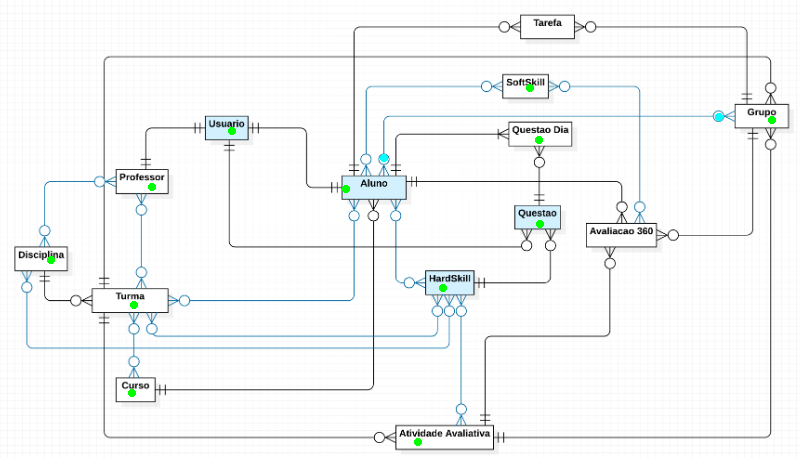 Tarefa
SoftSkill
Grupo
Usuario
Questao Dia
Professor
Aluno
Questao
Avaliacao 360
Disciplina
HardSkill
Turma
Curso
Atividade Avaliativa